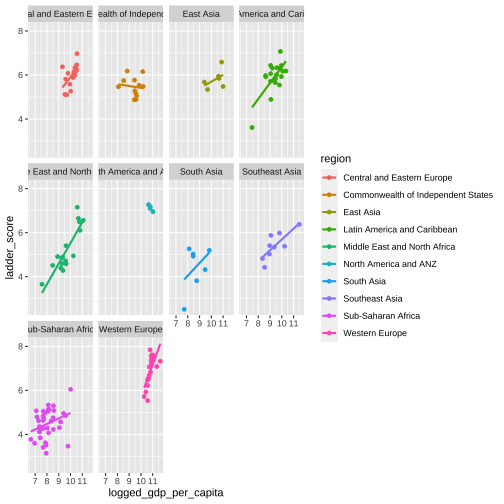 al and Eastern E
ealth of Independ
East Asia
America and Cari
8
6
4
e East and North
th America and A
South Asia
Southeast Asia
8
6
4
ladder_score
7 8 9 10 11
7 8 9 10 11
Sub-Saharan Afric
Western Europe
8
6
4
7 8 9 10 11
7 8 9 10 11
logged_gdp_per_capita
region
Central and Eastern Europe
Commonwealth of Independent States
East Asia
Latin America and Caribbean
Middle East and North Africa
North America and ANZ
South Asia
Southeast Asia
Sub-Saharan Africa
Western Europe